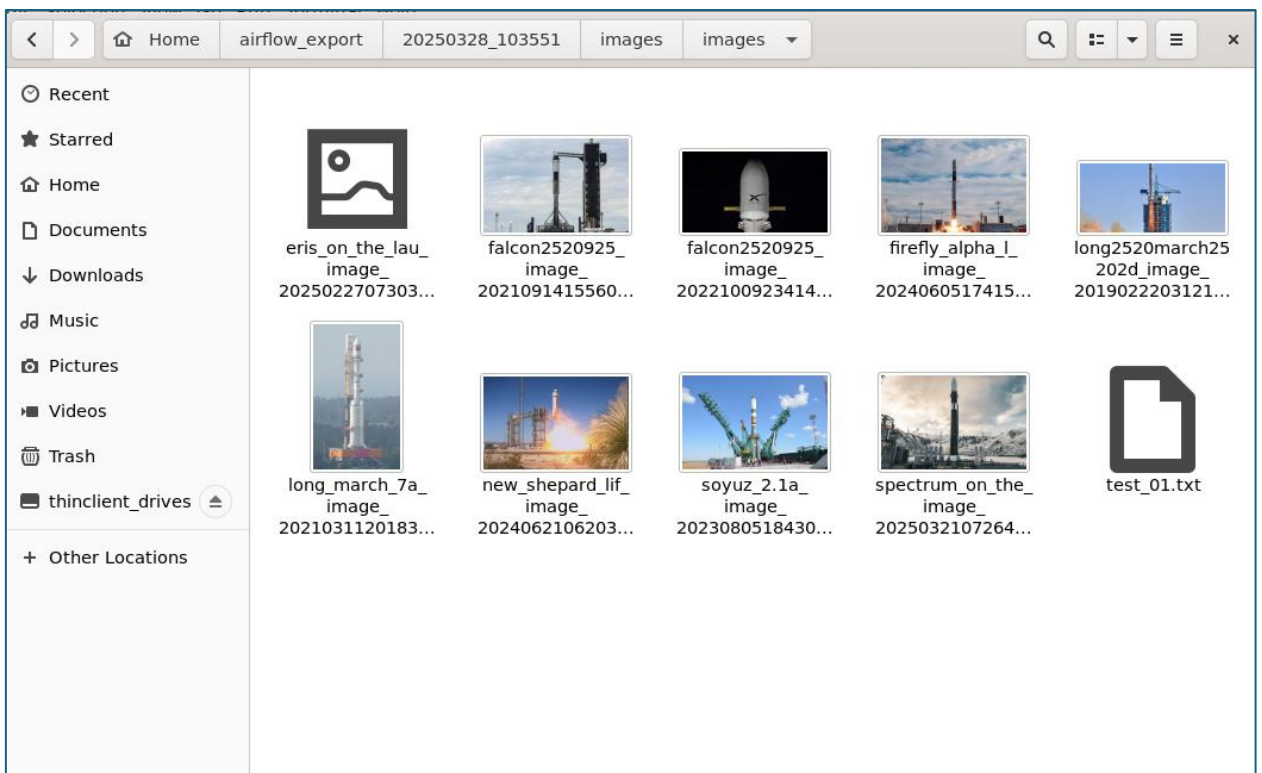 Home airflow_export 20250328_103551 images images
Recent
Starred
Home
Documents
Downloads
Music
Pictures
Videos
Trash
thinclient_drives
Other Locations
eris_on_the_lau_
image_
2025022707303...
falcon2520925_
image_
2021091415560...
falcon2520925_
image_
2022100923414...
firefly_alpha_l_
image_
2024060517415...
long2520march25
202d_image_
2019022203121...
long_march_7a_
image_
2021031120183...
new_shepard_lif_
image_
2024062106203...
soyuz_2.1a_
image_
2023080518430...
spectrum_on_the_
image_
2025032107264...
test_01.txt